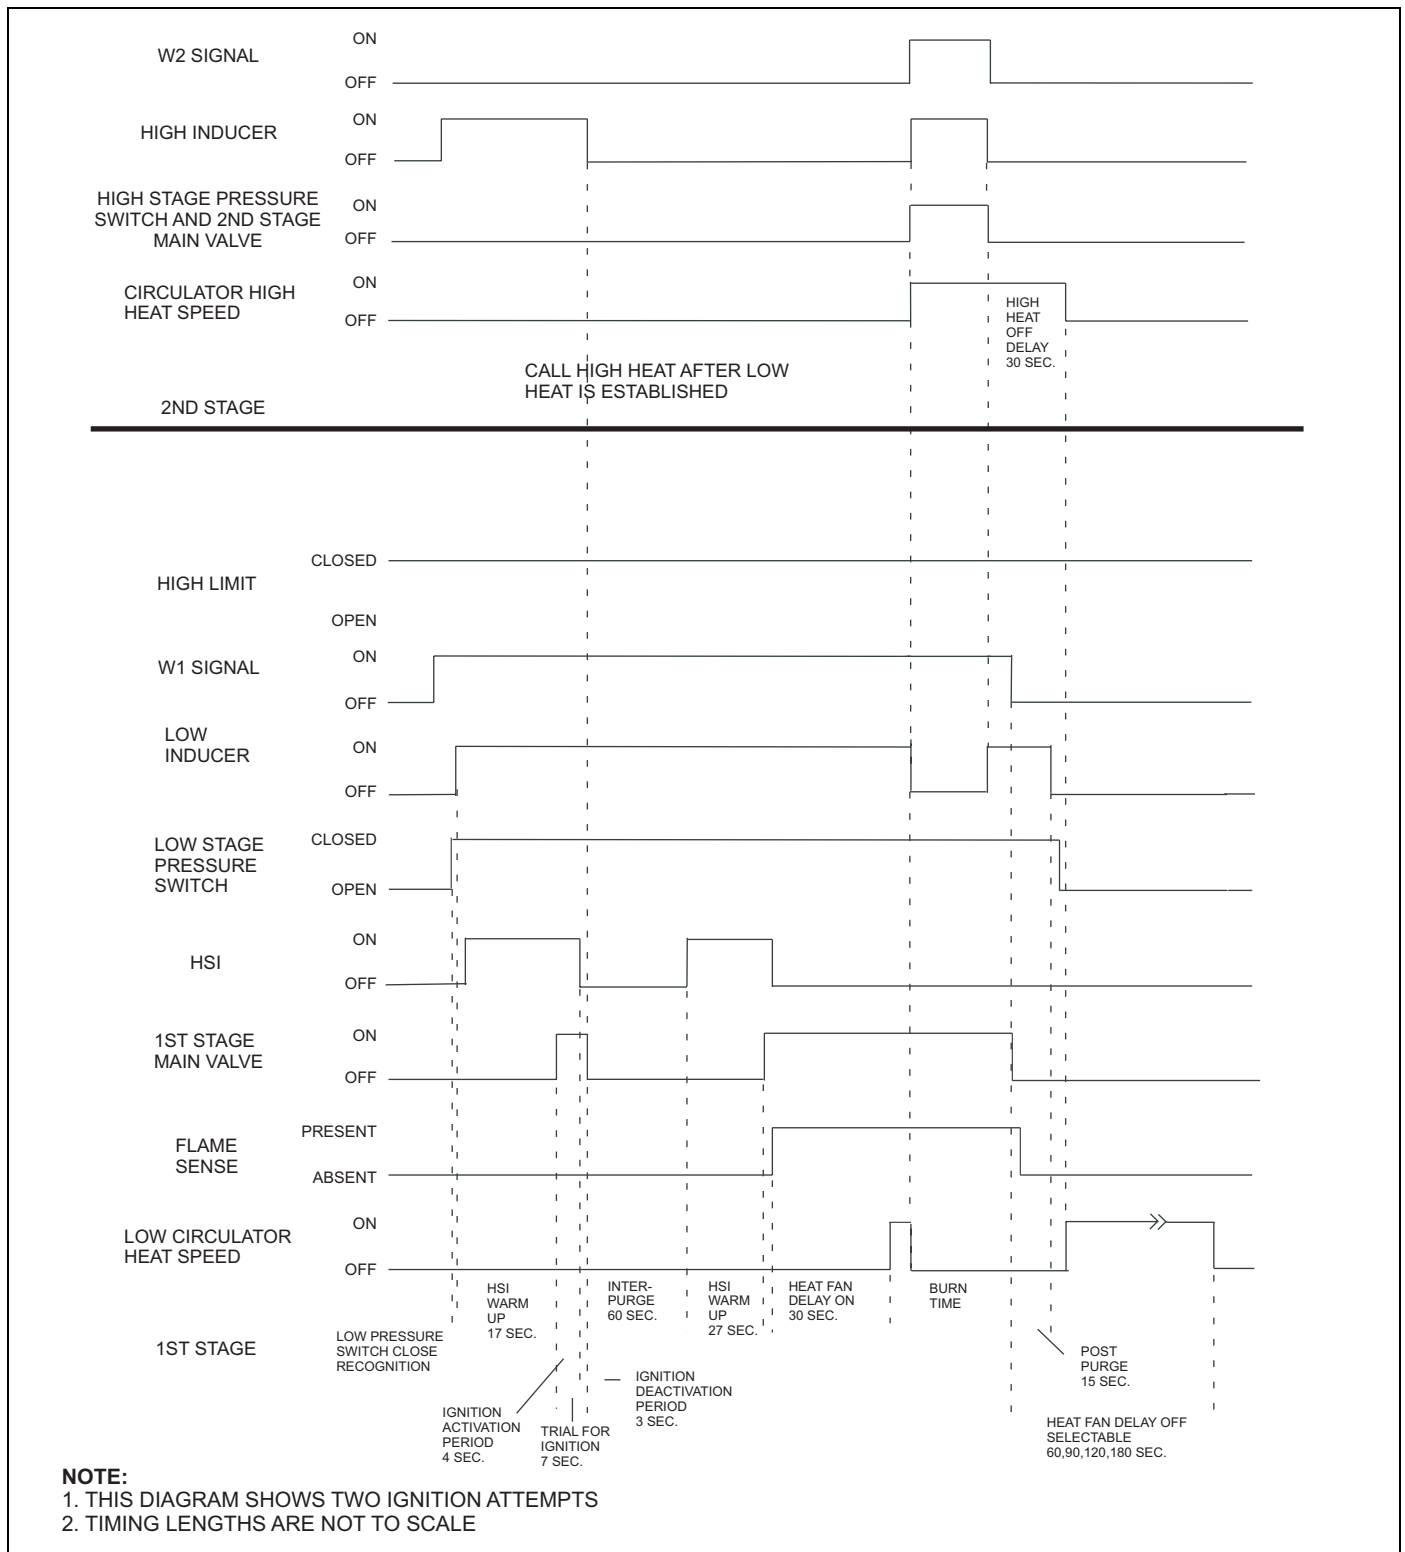 W2 SIGNAL
ON
OFF
HIGH INDUCER
ON
OFF
HIGH STAGE PRESSURE
SWITCH AND 2ND STAGE
MAIN VALVE
ON
OFF
CIRCULATOR HIGH
HEAT SPEED
ON
OFF
HIGH
HEAT
OFF
DELAY
30 SEC.
CALL HIGH HEAT AFTER LOW
HEAT IS ESTABLISHED
2ND STAGE
HIGH LIMIT
CLOSED
OPEN
W1 SIGNAL
ON
OFF
LOW
INDUCER
ON
OFF
LOW STAGE
PRESSURE
SWITCH
CLOSED
OPEN
HSI
ON
OFF
1ST STAGE
MAIN VALVE
ON
OFF
FLAME
SENSE
PRESENT
ABSENT
LOW CIRCULATOR
HEAT SPEED
ON
OFF
HSI
WARM
UP
17 SEC.
INTER-
PURGE
60 SEC.
HSI
WARM
UP
27 SEC.
HEAT FAN
DELAY ON
30 SEC.
BURN
TIME
1ST STAGE
LOW PRESSURE
SWITCH CLOSE
RECOGNITION
IGNITION
ACTIVATION
PERIOD
4 SEC.
TRIAL FOR
IGNITION
7 SEC.
IGNITION
DEACTIVATION
PERIOD
3 SEC.
POST
PURGE
15 SEC.
HEAT FAN DELAY OFF
SELECTABLE
60,90,120,180 SEC.
NOTE:
1. THIS DIAGRAM SHOWS TWO IGNITION ATTEMPTS
2. TIMING LENGTHS ARE NOT TO SCALE